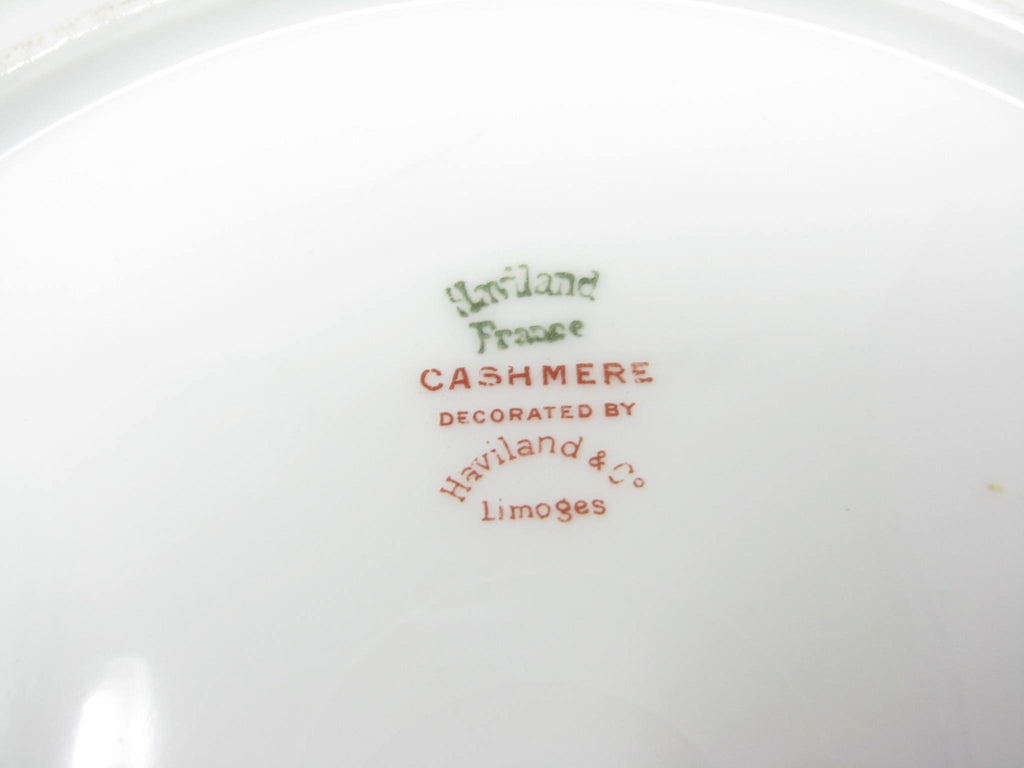 Haviland
France
CASHMERE
DECORATED BY
Haviland & Co
Limoges